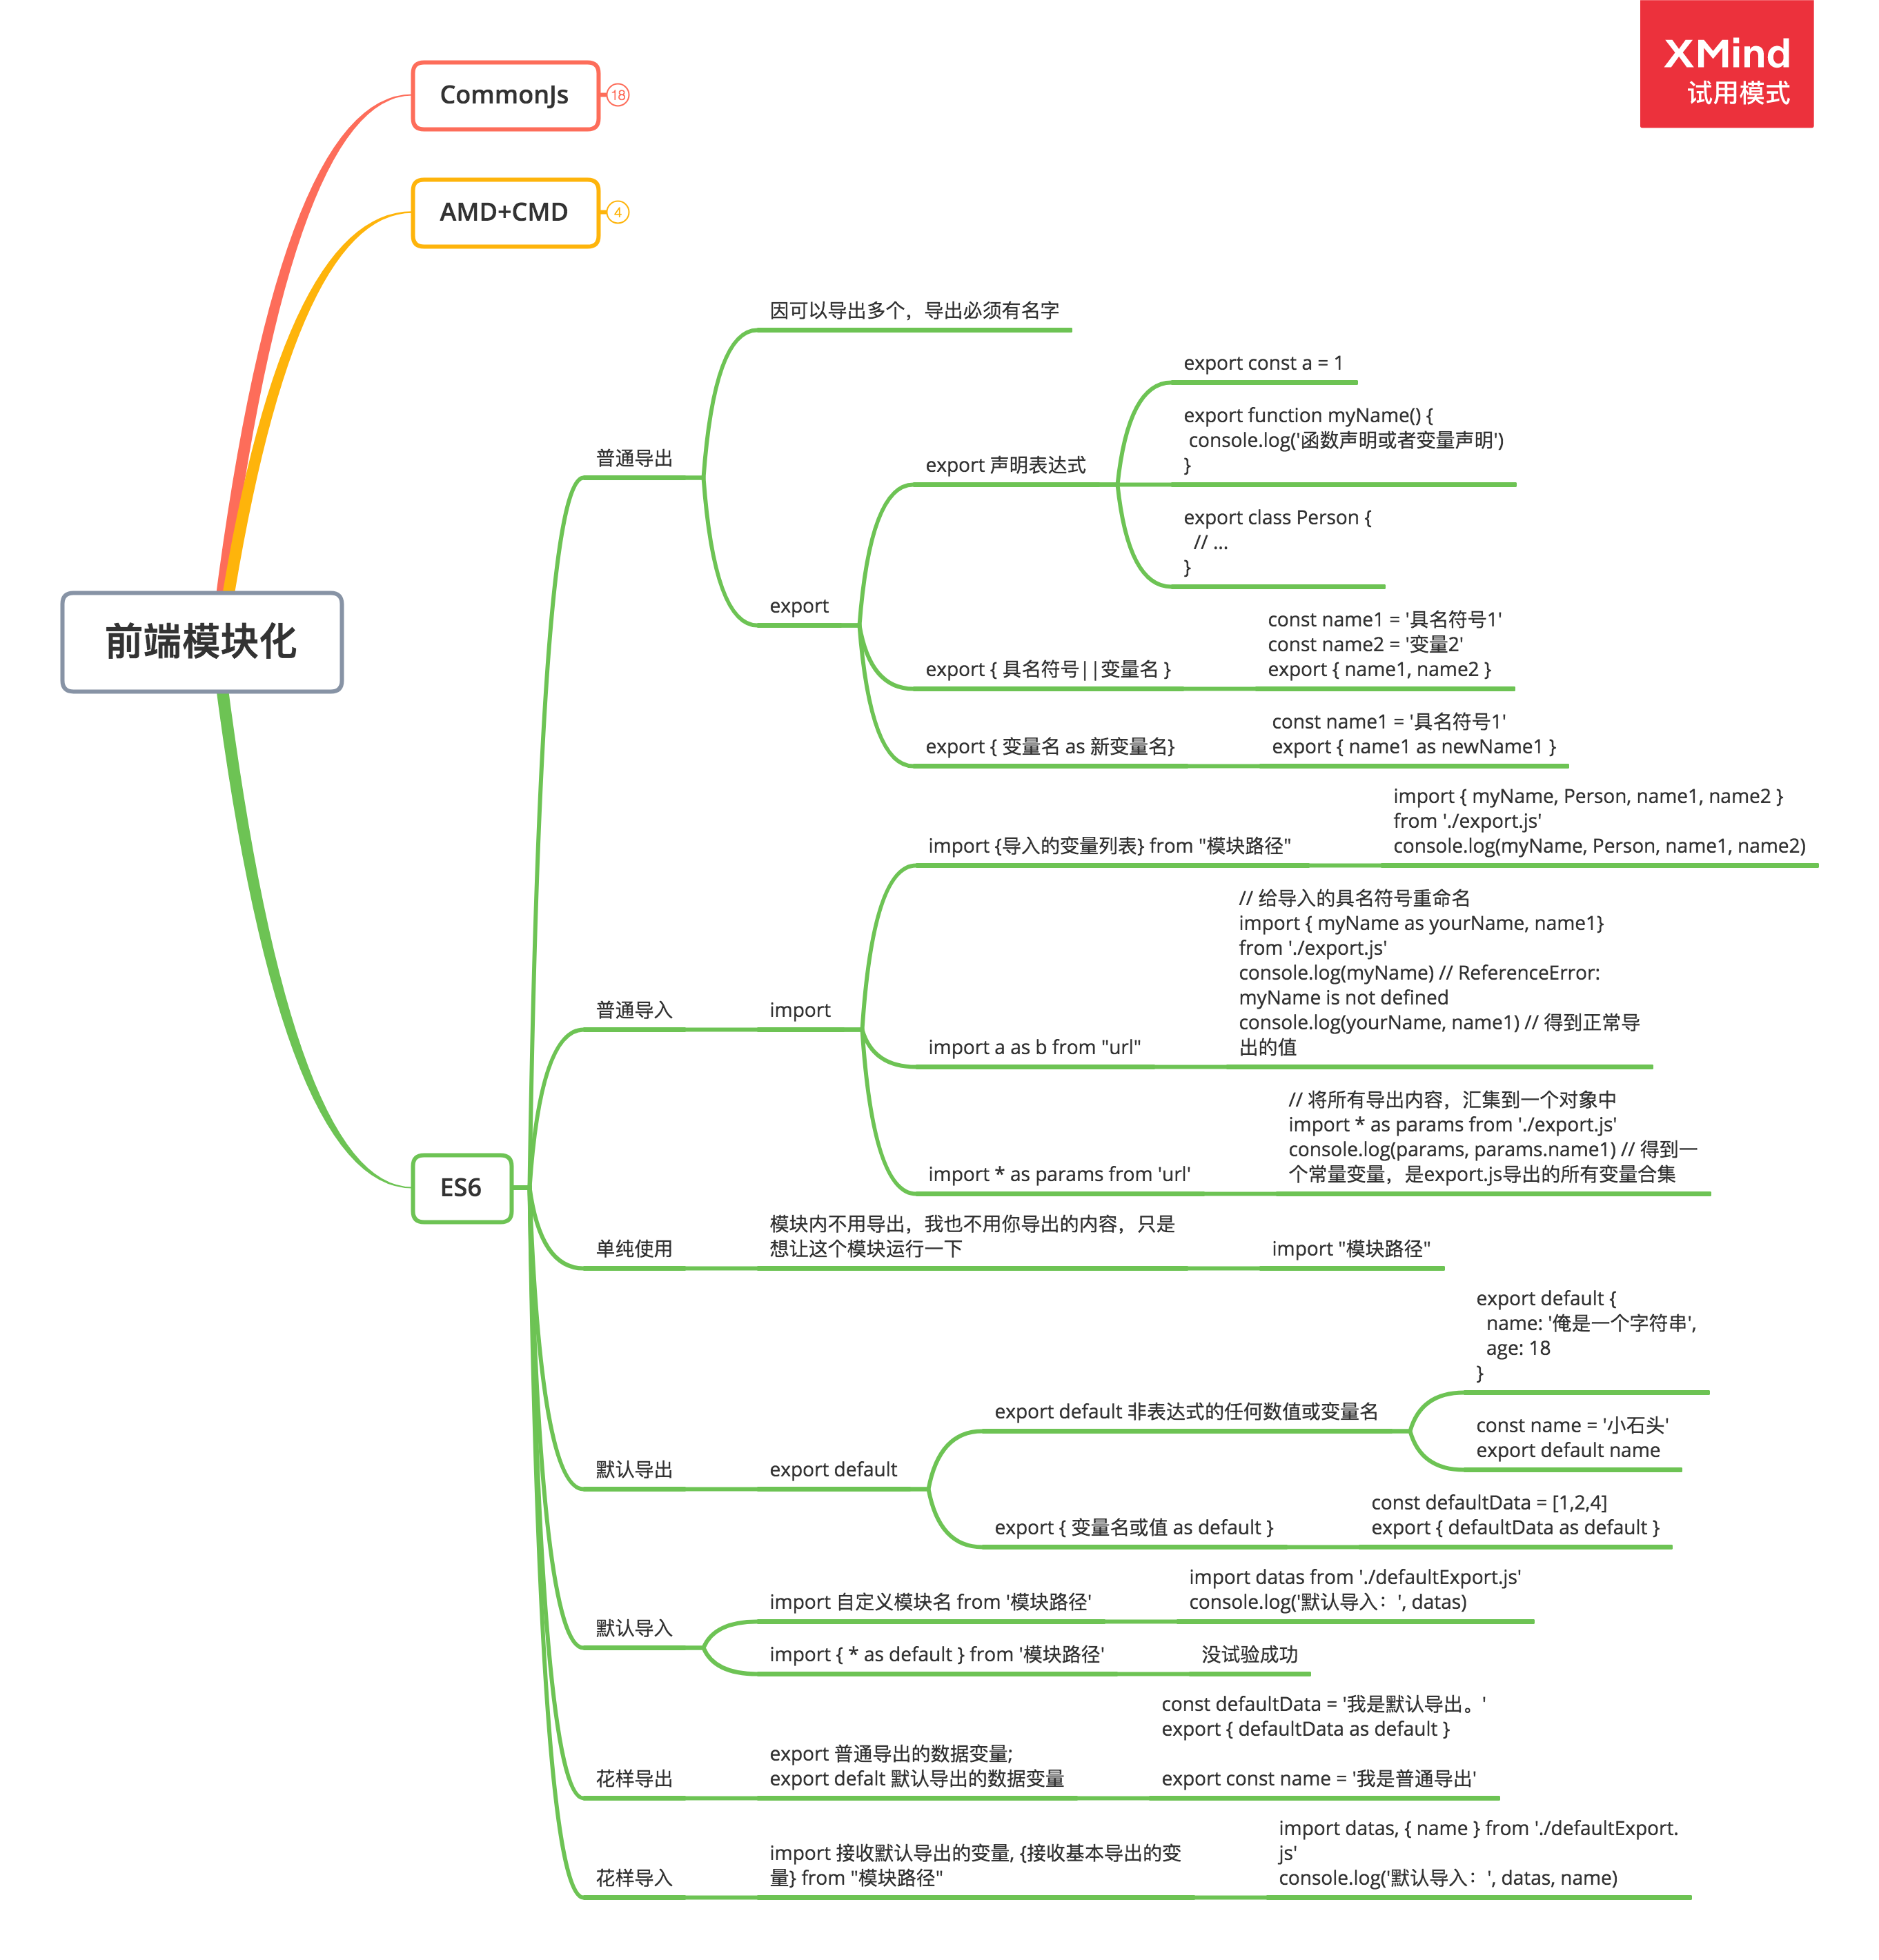 XMind
试用模式
CommonJs
18
AMD+CMD
4
前端模块化
ES6
普通导出
因可以导出多个，导出必须有名字
export
export 声明表达式
export const a = 1
export function myName() {
console.log('函数声明或者变量声明')
}
export class Person {
// ...
}
export { 具名符号||变量名 }
const name1 = '具名符号1'
const name2 = '变量2'
export { name1, name2 }
export { 变量名 as 新变量名}
const name1 = '具名符号1'
export { name1 as newName1 }
普通导入
import
import {导入的变量列表} from "模块路径"
import { myName, Person, name1, name2 }
from './export.js'
console.log(myName, Person, name1, name2)
import a as b from "url"
// 给导入的具名符号重命名
import { myName as yourName, name1}
from './export.js'
console.log(myName) // ReferenceError:
myName is not defined
console.log(yourName, name1) // 得到正常导
出的值
import * as params from 'url'
// 将所有导出内容，汇集到一个对象中
import * as params from './export.js'
console.log(params, params.name1) // 得到一
个常量变量，是export.js导出的所有变量合集
单纯使用
模块内不用导出，我也不用你导出的内容，只是
想让这个模块运行一下
import "模块路径"
默认导出
export default
export default 非表达式的任何数值或变量名
export default {
name: '俺是一个字符串',
age: 18
}
const name = '小石头'
export default name
export { 变量名或值 as default }
const defaultData = [1,2,4]
export { defaultData as default }
默认导入
import 自定义模块名 from '模块路径'
import datas from './defaultExport.js'
console.log('默认导入：', datas)
import { * as default } from '模块路径'
没试验成功
花样导出
export 普通导出的数据变量;
export defalt 默认导出的数据变量
const defaultData = '我是默认导出。'
export { defaultData as default }
export const name = '我是普通导出'
花样导入
import 接收默认导出的变量, {接收基本导出的变
量} from "模块路径"
import datas, { name } from './defaultExport.
js'
console.log('默认导入：', datas, name)